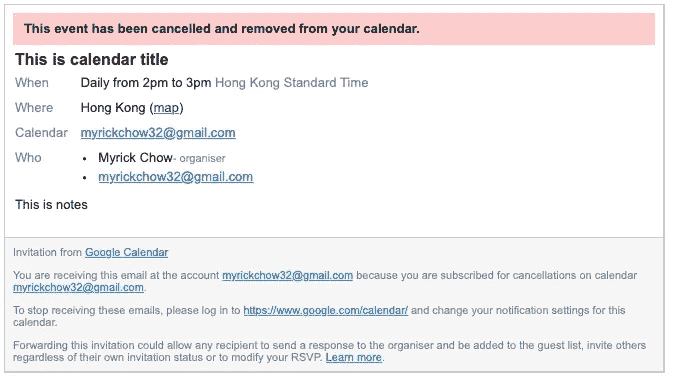 This event has been cancelled and removed from your calendar.
This is calendar title
When Daily from 2pm to 3pm Hong Kong Standard Time
Where Hong Kong (map)
Calendar myrickchow32@gmail.com
Who • Myrick Chow- organiser
• myrickchow32@gmail.com
This is notes
Invitation from Google Calendar
You are receiving this email at the account myrickchow32@gmail.com because you are subscribed for cancellations on calendar
myrickchow32@gmail.com.
To stop receiving these emails, please log in to https://www.google.com/calendar/ and change your notification settings for this
calendar.
Forwarding this invitation could allow any recipient to send a response to the organiser and be added to the guest list, invite others
regardless of their own invitation status or to modify your RSVP. Learn more.